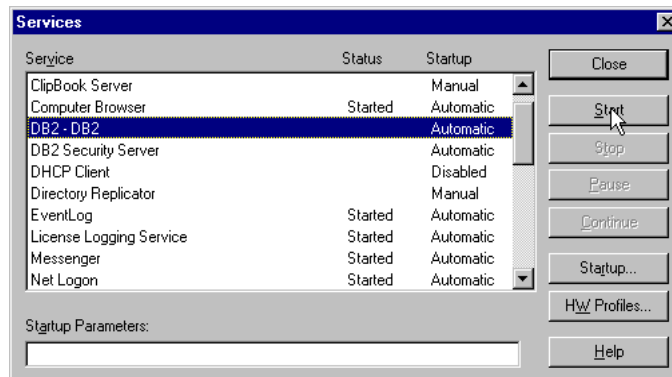 Services
Service Status Startup
ClipBook Server Manual
Computer Browser Started Automatic
DB2 - DB2 Automatic
DB2 Security Server Automatic
DHCP Client Disabled
Directory Replicator Manual
EventLog Started Automatic
License Logging Service Started Automatic
Messenger Started Automatic
Net Logon Started Automatic
Startup Parameters:
Close
Start
Stop
Pause
Continue
Startup...
HW Profiles...
Help